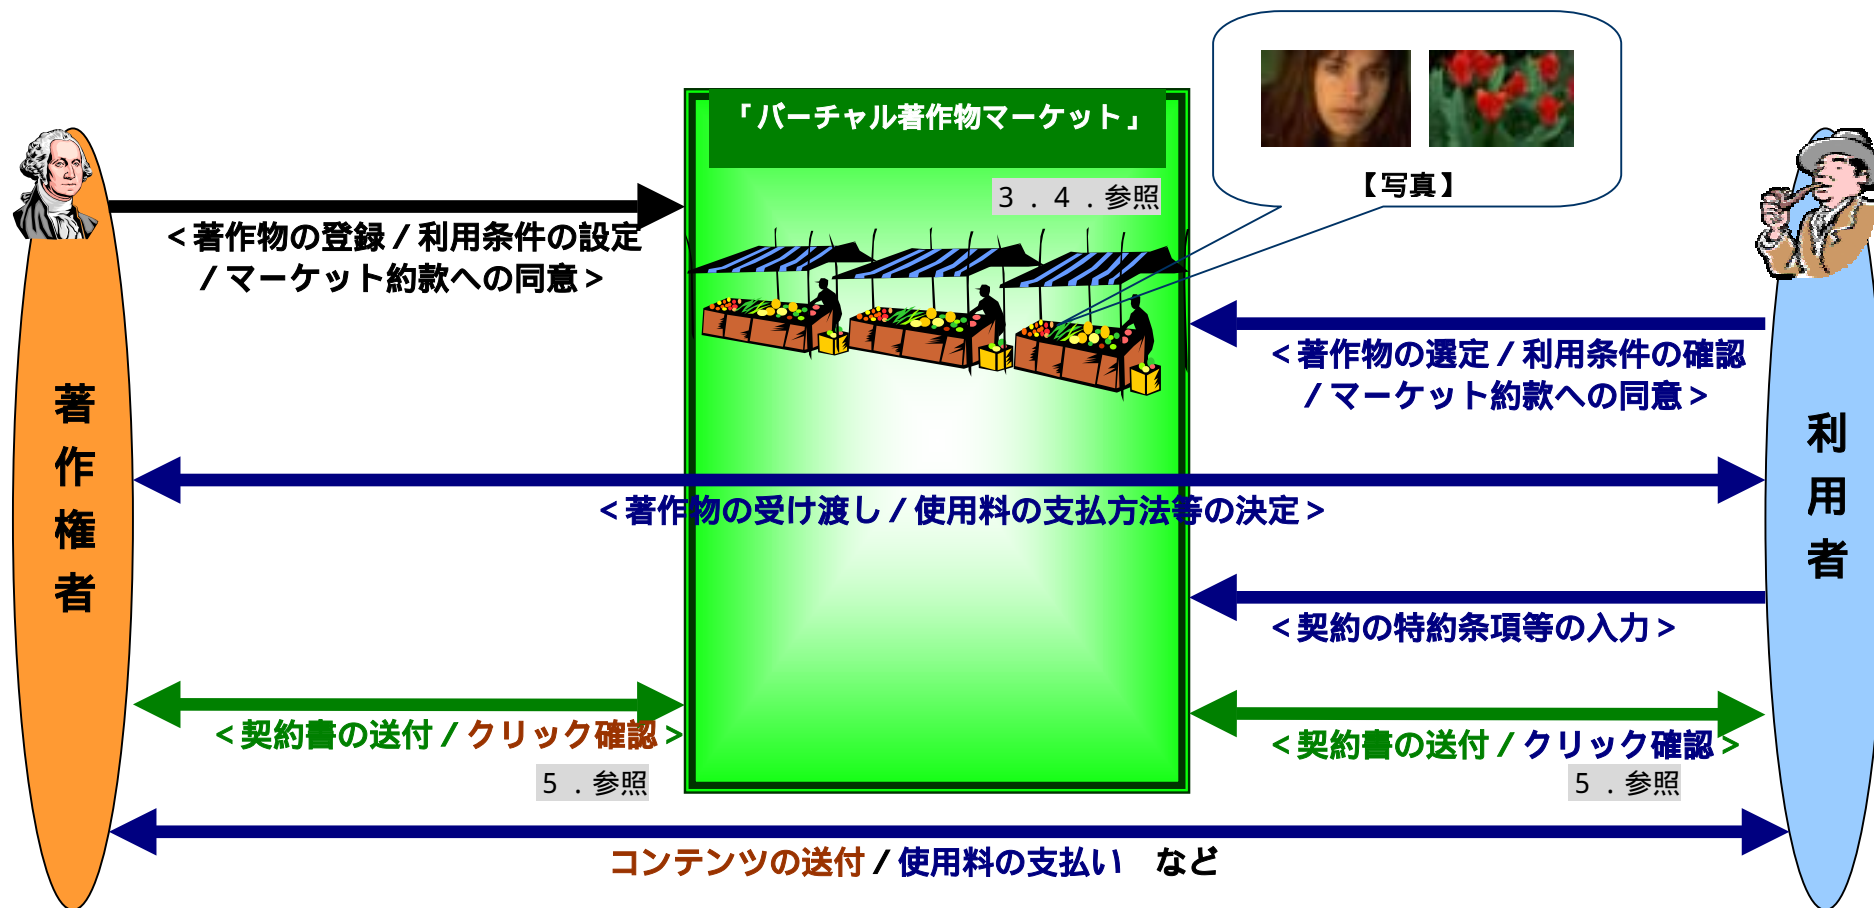 「バーチャル著作物マーケット」
3．4．参照
【写真】
＜著作物の登録／利用条件の設定
／マーケット約款への同意＞
＜著作物の選定／利用条件の確認
／マーケット約款への同意＞
著作権者
利用者
＜著作物の受け渡し／使用料の支払方法等の決定＞
＜契約の特約条項等の入力＞
＜契約書の送付／クリック確認＞
5．参照
＜契約書の送付／クリック確認＞
5．参照
コンテンツの送付／使用料の支払い　など